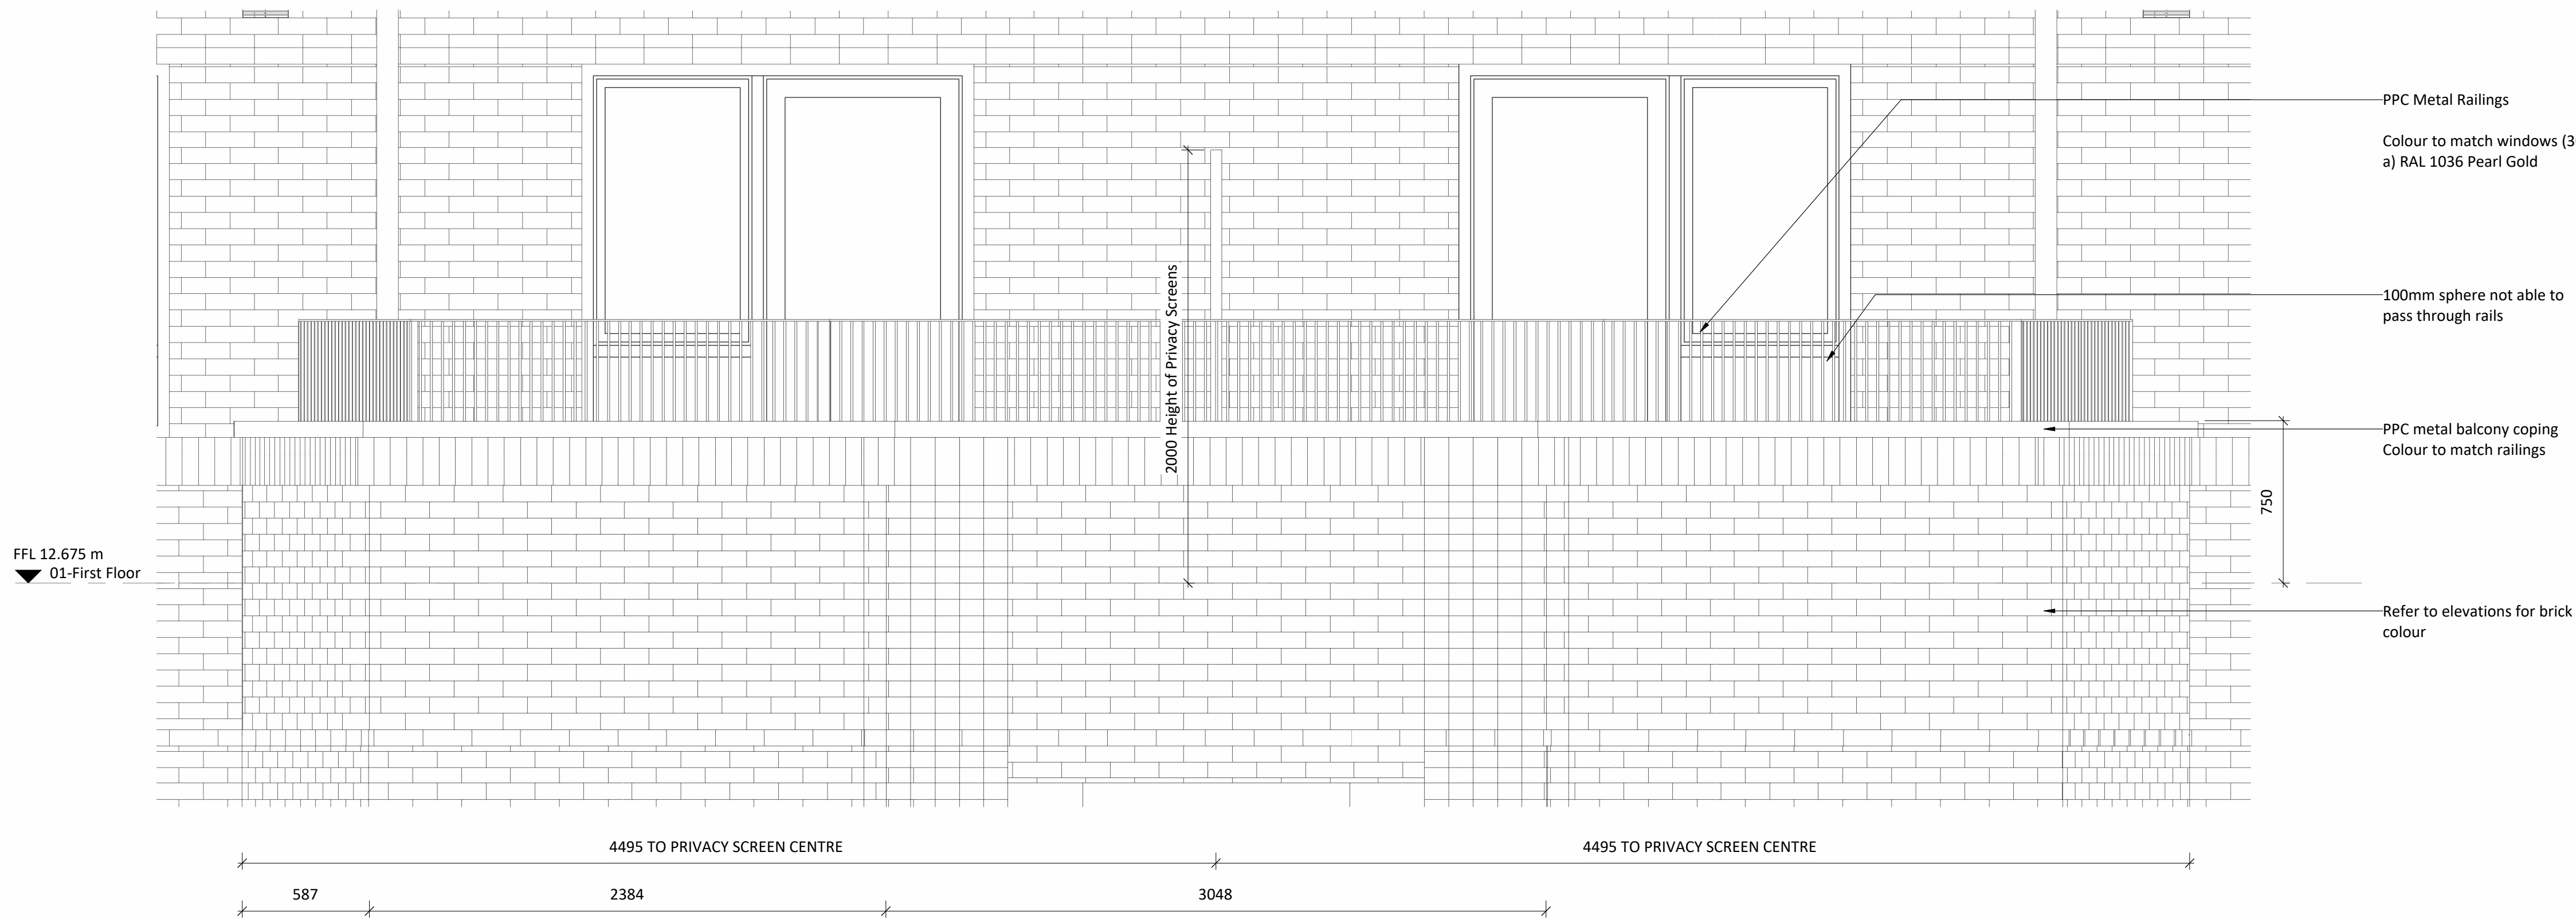 PPC Metal Railings
Colour to match windows (3
a) RAL 1036 Pearl Gold
100mm sphere not able to
pass through rails
2000 Height of Privacy Screens
PPC metal balcony coping
Colour to match railings
750
FFL 12.675 m
01-First Floor
Refer to elevations for brick
colour
4495 TO PRIVACY SCREEN CENTRE
4495 TO PRIVACY SCREEN CENTRE
587
2384
3048